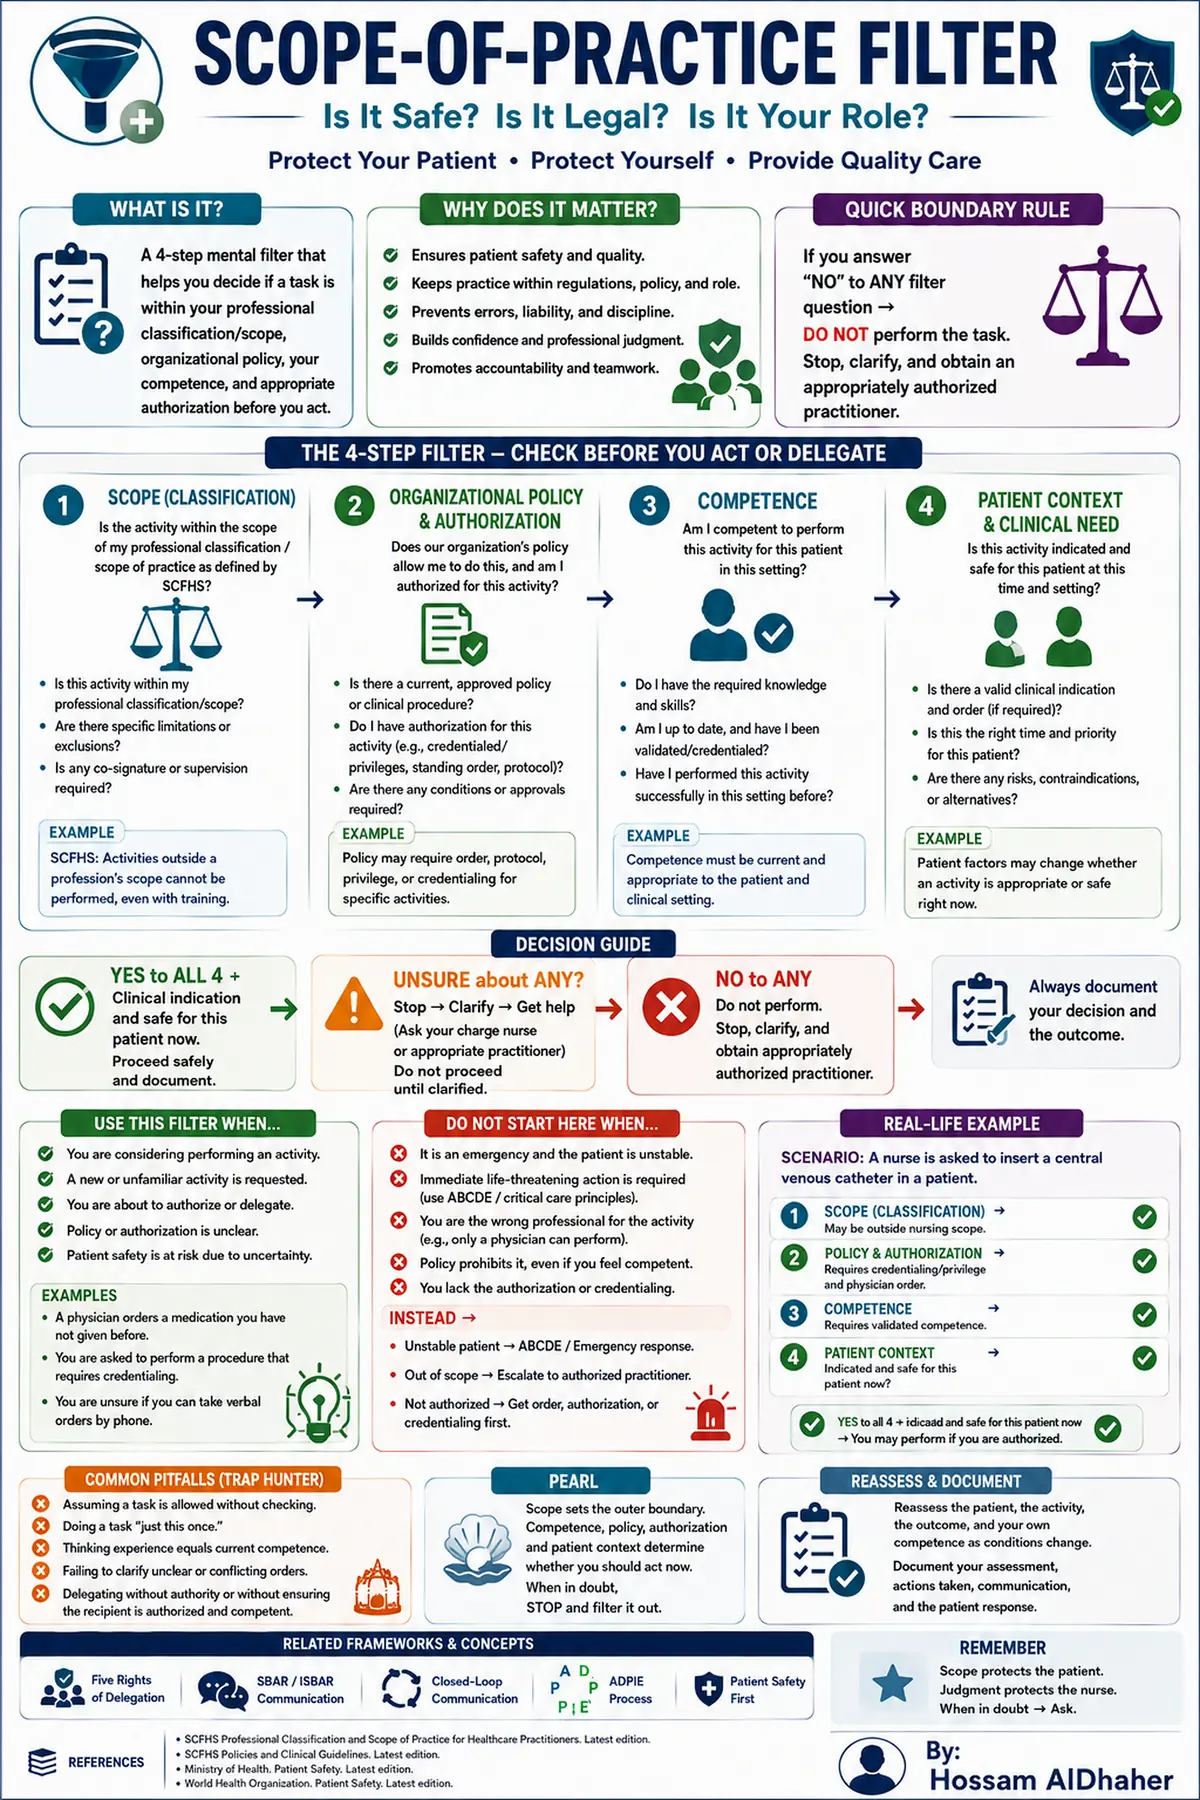 SCOPE-OF-PRACTICE FILTER
Is It Safe? Is It Legal? Is It Your Role?
Protect Your Patient • Protect Yourself • Provide Quality Care
WHAT IS IT?
A 4-step mental filter that
helps you decide if a task is
within your professional
classification/scope,
organizational policy, your
competence, and appropriate
authorization before you act.
?
WHY DOES IT MATTER?
Ensures patient safety and quality.
Keeps practice within regulations, policy, and role.
Prevents errors, liability, and discipline.
Builds confidence and professional judgment.
Promotes accountability and teamwork.
QUICK BOUNDARY RULE
If you answer
“NO” to ANY filter
question →
DO NOT perform the task.
Stop, clarify, and obtain an
appropriately authorized
practitioner.
THE 4-STEP FILTER – CHECK BEFORE YOU ACT OR DELEGATE
1 SCOPE (CLASSIFICATION)
Is the activity within the scope
of my professional classification /
scope of practice as defined by
SCFHS?
• Is this activity within my
professional classification/scope?
• Are there specific limitations or
exclusions?
• Is any co-signature or supervision
required?
EXAMPLE
SCFHS: Activities outside a
profession's scope cannot be
performed, even with training.
2 ORGANIZATIONAL POLICY
& AUTHORIZATION
Does our organization's policy
allow me to do this, and am I
authorized for this activity?
• Is there a current, approved policy
or clinical procedure?
• Do I have authorization for this
activity (e.g., credentialed/
privileges, standing order, protocol)?
• Are there any conditions or approvals
required?
EXAMPLE
Policy may require order, protocol,
privilege, or credentialing for
specific activities.
3 COMPETENCE
Am I competent to perform
this activity for this patient
in this setting?
• Do I have the required knowledge
and skills?
• Am I up to date, and have I been
validated/credentialed?
• Have I performed this activity
successfully in this setting before?
EXAMPLE
Competence must be current and
appropriate to the patient and
clinical setting.
4 PATIENT CONTEXT
& CLINICAL NEED
Is this activity indicated and
safe for this patient at this
time and setting?
• Is there a valid clinical indication
and order (if required)?
• Is this the right time and priority
for this patient?
• Are there any risks, contraindications,
or alternatives?
EXAMPLE
Patient factors may change whether
an activity is appropriate or safe
right now.
DECISION GUIDE
YES to ALL 4 +
Clinical indication
and safe for this
patient now.
Proceed safely
and document.
UNSURE about ANY?
Stop → Clarify → Get help
(Ask your charge nurse
or appropriate practitioner)
Do not proceed
until clarified.
NO to ANY
Do not perform.
Stop, clarify, and
obtain appropriately
authorized practitioner.
Always document
your decision and
the outcome.
USE THIS FILTER WHEN...
You are considering performing an activity.
A new or unfamiliar activity is requested.
You are about to authorize or delegate.
Policy or authorization is unclear.
Patient safety is at risk due to uncertainty.
EXAMPLES
• A physician orders a medication you have
not given before.
• You are asked to perform a procedure that
requires credentialing.
• You are unsure if you can take verbal
orders by phone.
DO NOT START HERE WHEN...
It is an emergency and the patient is unstable.
Immediate life-threatening action is required
(use ABCDE / critical care principles).
You are the wrong professional for the activity
(e.g., only a physician can perform).
Policy prohibits it, even if you feel competent.
You lack the authorization or credentialing.
INSTEAD →
• Unstable patient → ABCDE / Emergency response.
• Out of scope → Escalate to authorized practitioner.
• Not authorized → Get order, authorization, or
credentialing first.
REAL-LIFE EXAMPLE
SCENARIO: A nurse is asked to insert a central
venous catheter in a patient.
1 SCOPE (CLASSIFICATION) →
May be outside nursing scope.
2 POLICY & AUTHORIZATION →
Requires credentialing/privilege
and physician order.
3 COMPETENCE →
Requires validated competence.
4 PATIENT CONTEXT →
Indicated and safe for this
patient now?
YES to all 4 + idicaad and safe for this patient now
→ You may perform if you are authorized.
COMMON PITFALLS (TRAP HUNTER)
Assuming a task is allowed without checking.
Doing a task “just this once.”
Thinking experience equals current competence.
Failing to clarify unclear or conflicting orders.
Delegating without authority or without ensuring
the recipient is authorized and competent.
PEARL
Scope sets the outer boundary.
Competence, policy, authorization
and patient context determine
whether you should act now.
When in doubt,
STOP and filter it out.
REASSESS & DOCUMENT
Reassess the patient, the activity,
the outcome, and your own
competence as conditions change.
Document your assessment,
actions taken, communication,
and the patient response.
RELATED FRAMEWORKS & CONCEPTS
Five Rights
of Delegation
SBAR / ISBAR
Communication
Closed-Loop
Communication
A D
P P
P I E
ADPIE
Process
Patient Safety
First
REMEMBER
Scope protects the patient.
Judgment protects the nurse.
When in doubt → Ask.
REFERENCES
• SCFHS Professional Classification and Scope of Practice for Healthcare Practitioners. Latest edition.
• SCFHS Policies and Clinical Guidelines. Latest edition.
• Ministry of Health. Patient Safety. Latest edition.
• World Health Organization. Patient Safety. Latest edition.
By:
Hossam AlDhaher